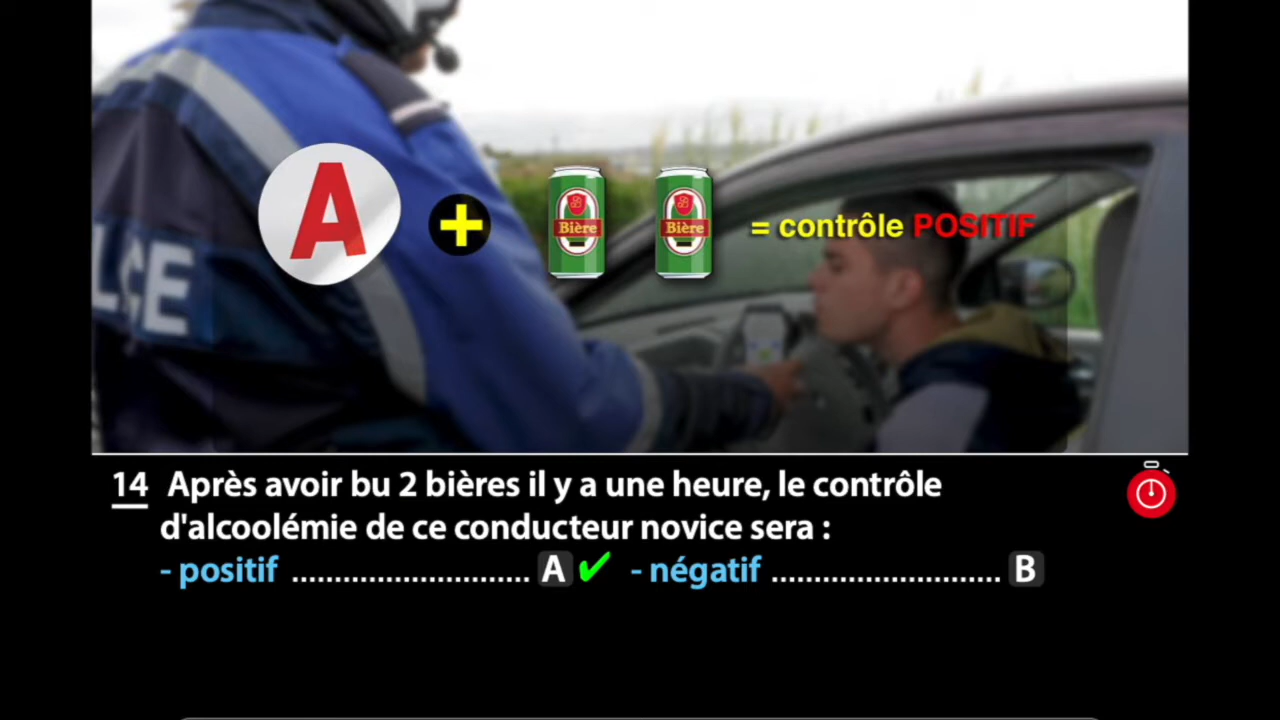 LCE
A
+
Bière Bière
= contrôle POSITIF
14 Après avoir bu 2 bières il y a une heure, le contrôle
d'alcoolémie de ce conducteur novice sera :
- positif ............................. A ✔ - négatif ............................ B